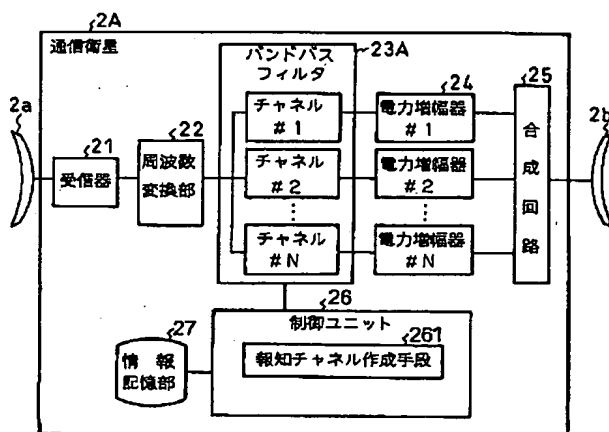 2A
通信衛星
バンドパス
フィルタ
23A
2a
21
受信器
22
周波数
変換部
チャネル
#1
チャネル
#2
チャネル
#N
24
電力増幅器
#1
電力増幅器
#2
電力増幅器
#N
25
合成回路
2b
26
制御ユニット
261
報知チャネル作成手段
27
情報
記憶部